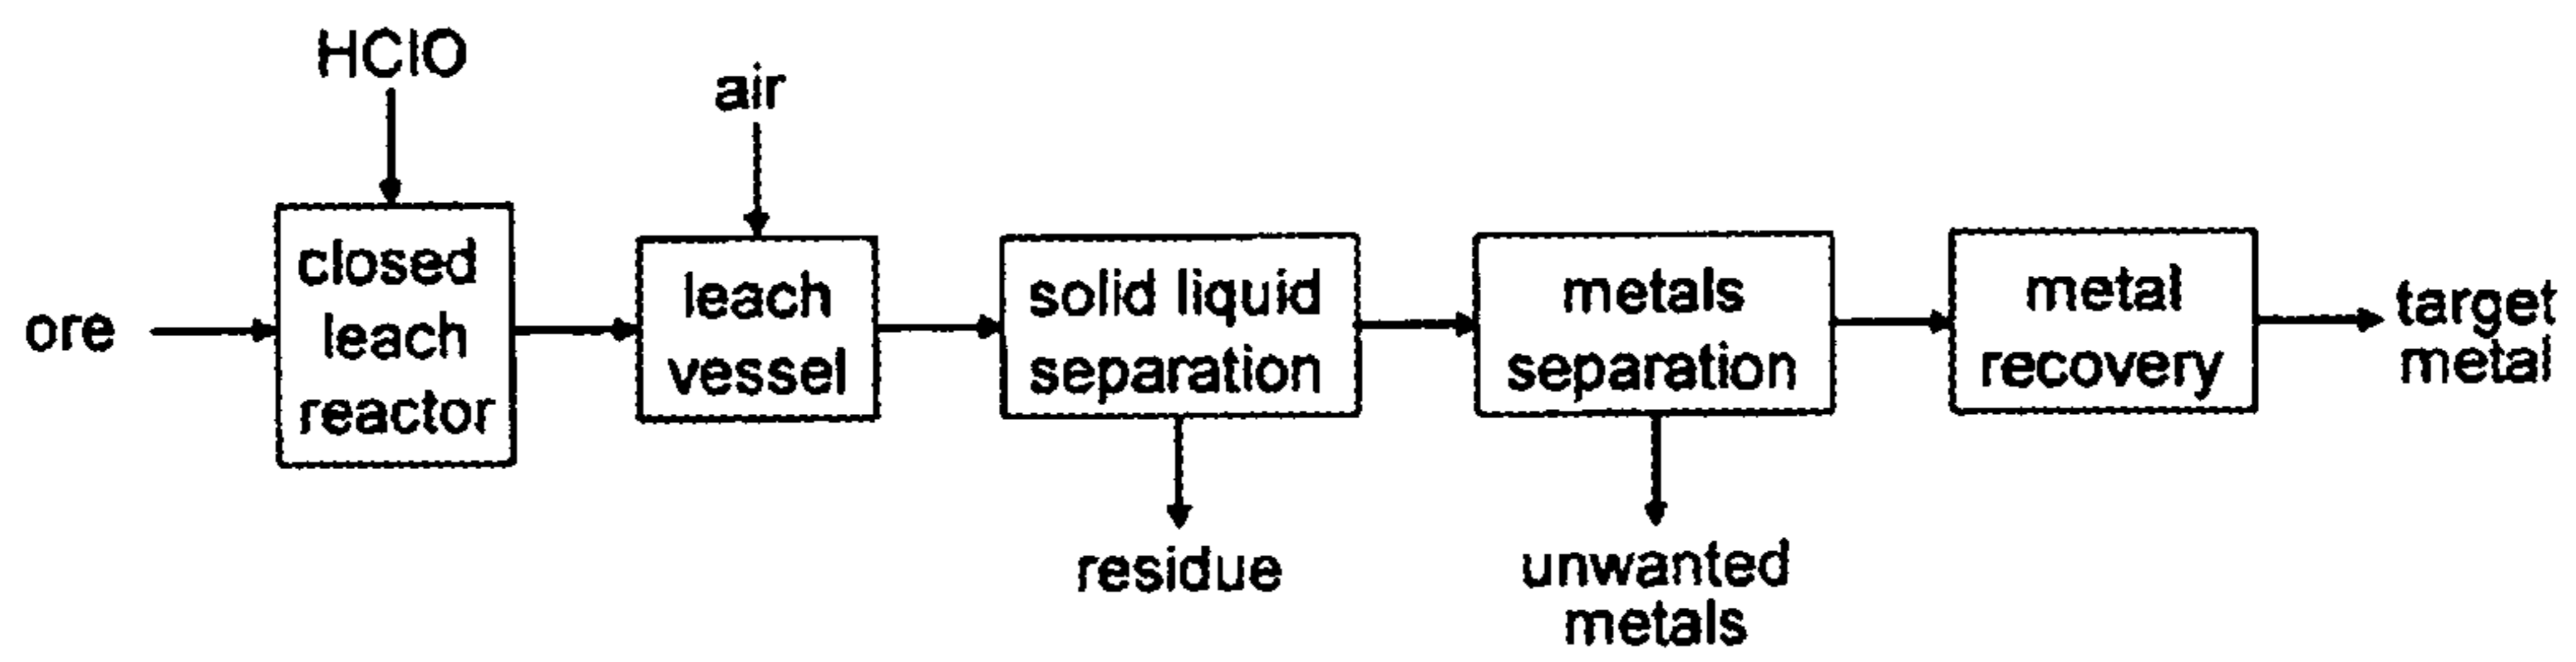 HClO
air
ore
closed
leach
reactor
leach
vessel
solid liquid
separation
metals
separation
metal
recovery
target
metal
residue
unwanted
metals